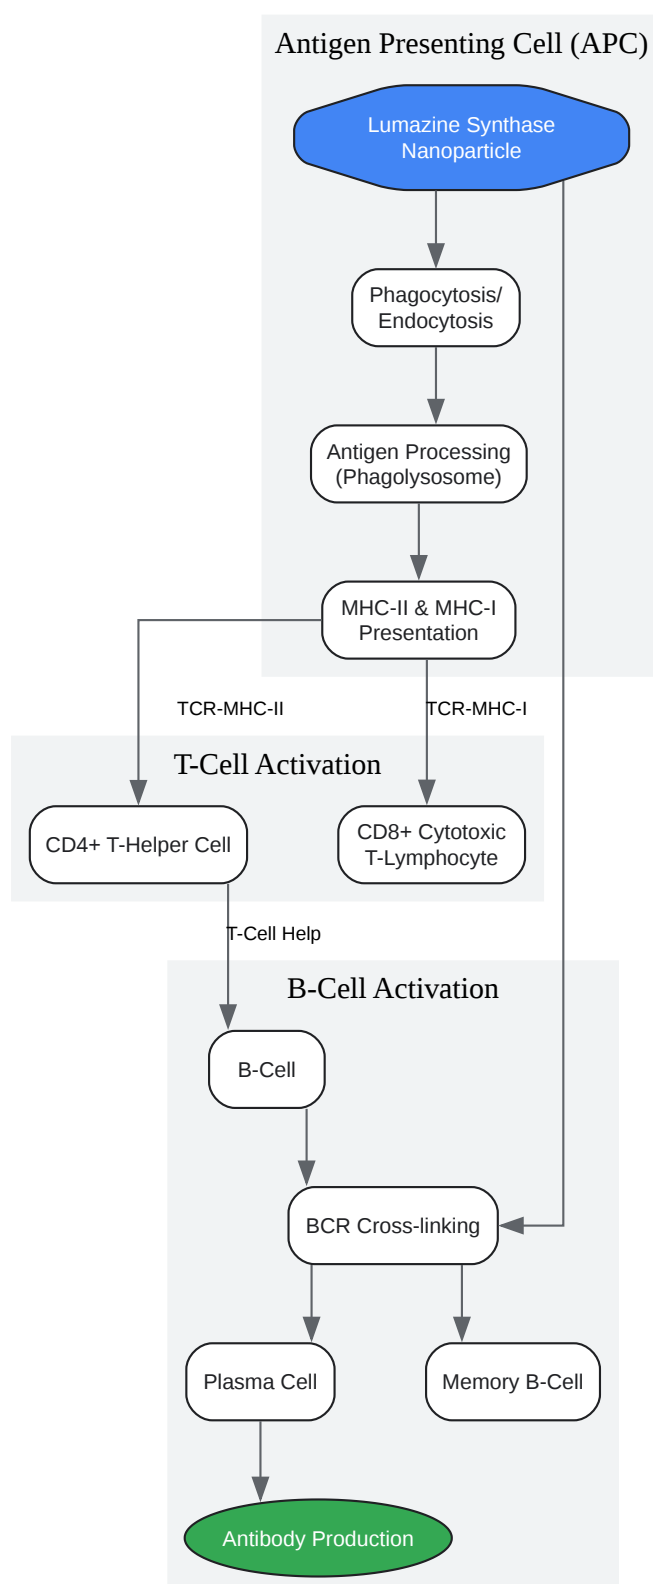 Antigen Presenting Cell (APC)
Lumazine Synthase
Nanoparticle
Phagocytosis/
Endocytosis
Antigen Processing
(Phagolysosome)
MHC-II & MHC-I
Presentation
TCR-MHC-II
TCR-MHC-I
T-Cell Activation
CD4+ T-Helper Cell
CD8+ Cytotoxic
T-Lymphocyte
T-Cell Help
B-Cell Activation
B-Cell
BCR Cross-linking
Plasma Cell
Memory B-Cell
Antibody Production